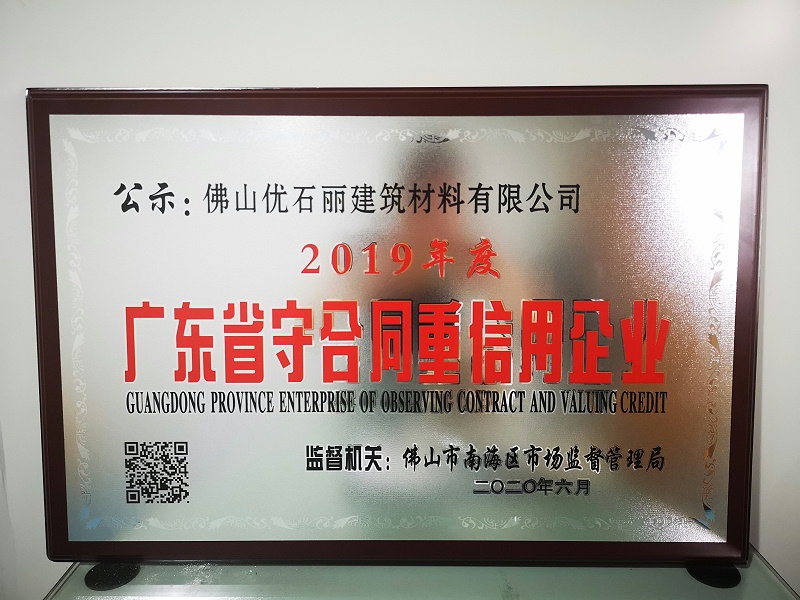 公示：佛山优石丽建筑材料有限公司
2019年度
广东省守合同重信用企业
GUANGDONG PROVINCE ENTERPRISE OF OBSERVING CONTRACT AND VALUING CREDIT
监督机关：佛山市南海区市场监督管理局
二〇二〇年六月